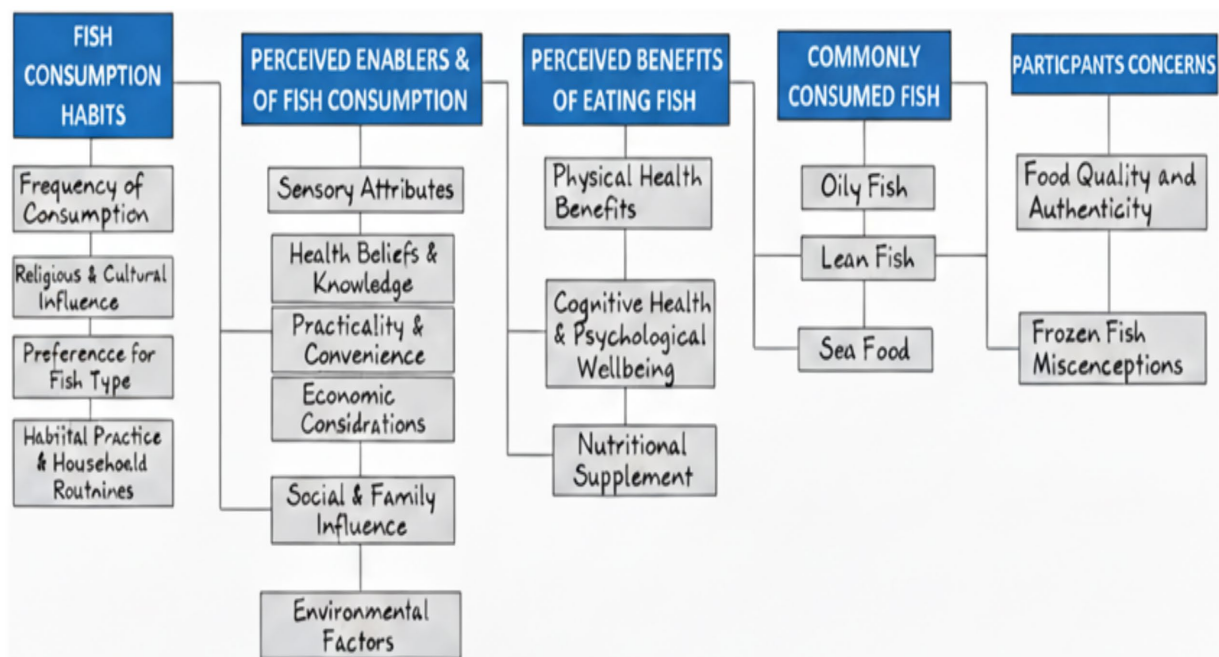 FISH
CONSUMPTION
HABITS
Frequency of
Consumption
Religious & Cultural
Influence
Preferencce for
Fish Type
Habiital Practice
& Househoeld
Routnines
PERCEIVED ENABLERS &
OF FISH CONSUMPTION
Sensory Attributes
Health Beliefs &
Knowledge
Practicality &
Convenience
Economic
Considrations
Social & Family
Influence
Environmental
Factors
PERCEIVED BENEFITS
OF EATING FISH
Physical Health
Benefits
Cognitive Health
& Psychological
Wellbeing
Nutritional
Supplement
COMMONLY
CONSUMED FISH
Oily Fish
Lean Fish
Sea Food
PARTICPANTS CONCERNS
Food Quality and
Authenticity
Frozen Fish
Miscenceptions